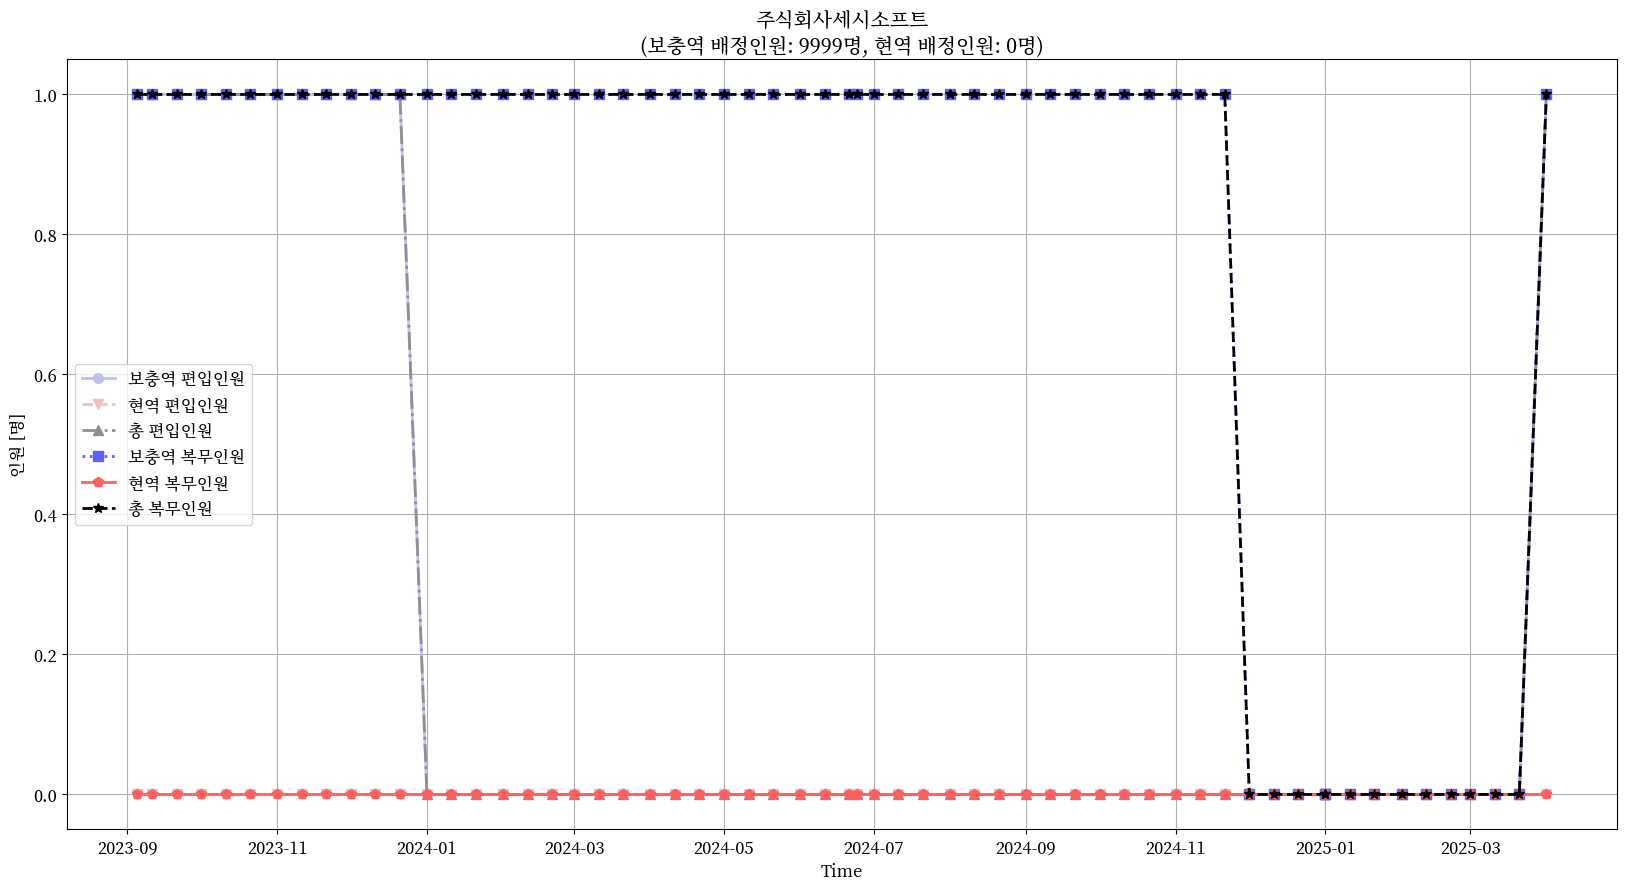 주식회사세시소프트
(보충역 배정인원: 9999명, 현역 배정인원: 0명)
인원 [명]
1.0
0.8
0.6
0.4
0.2
0.0
보충역 편입인원
현역 편입인원
총 편입인원
보충역 복무인원
현역 복무인원
총 복무인원
2023-09
2023-11
2024-01
2024-03
2024-05
2024-07
2024-09
2024-11
2025-01
2025-03
Time